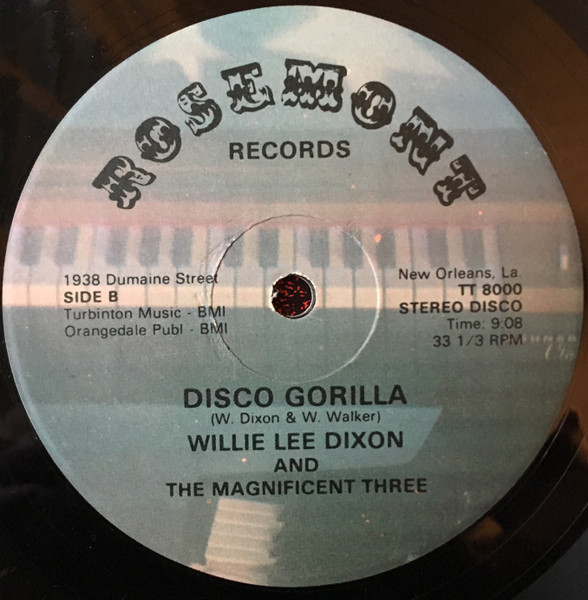 ROSEMONT
RECORDS
1938 Dumaine Street
SIDE B
Turbinton Music - BMI
Orangedale Publ - BMI
New Orleans, La.
TT 8000
STEREO DISCO
Time: 9:08
33 1/3 RPM
DISCO GORILLA
(W. Dixon & W. Walker)
WILLIE LEE DIXON
AND
THE MAGNIFICENT THREE